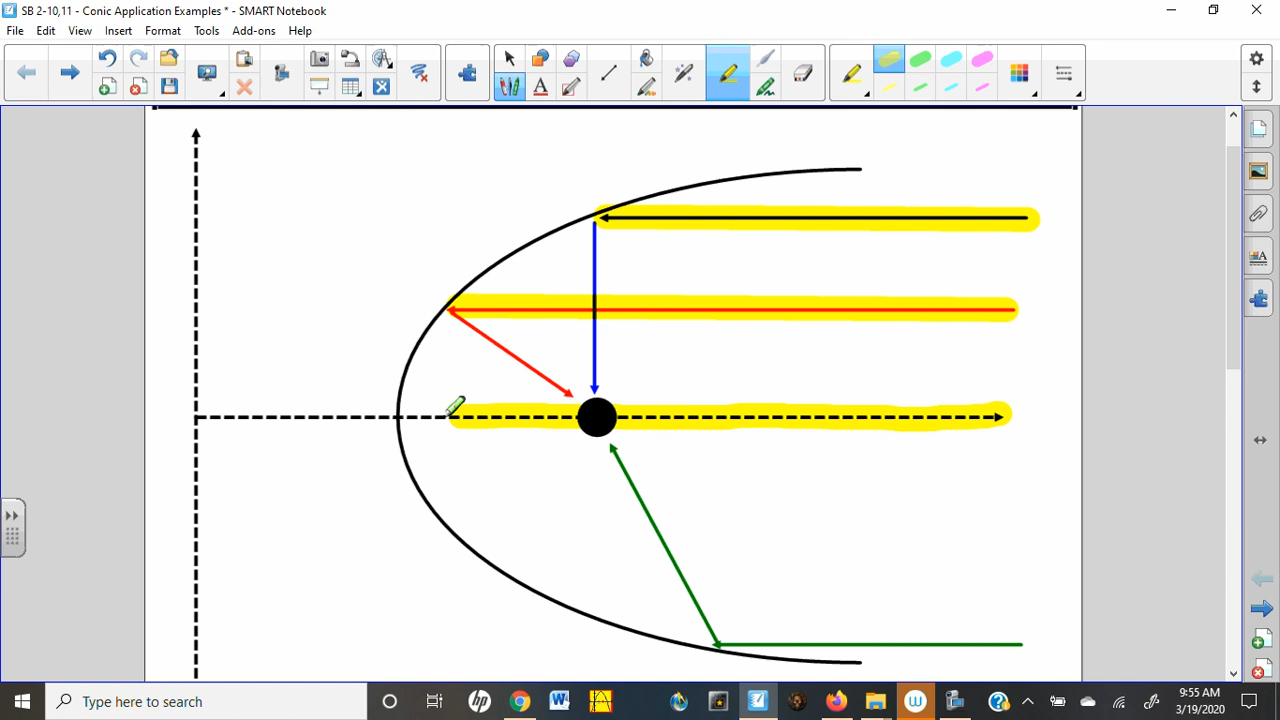 SB 2-10,11 - Conic Application Examples * - SMART Notebook
File Edit View Insert Format Tools Add-ons Help
Type here to search
9:55 AM
3/19/2020